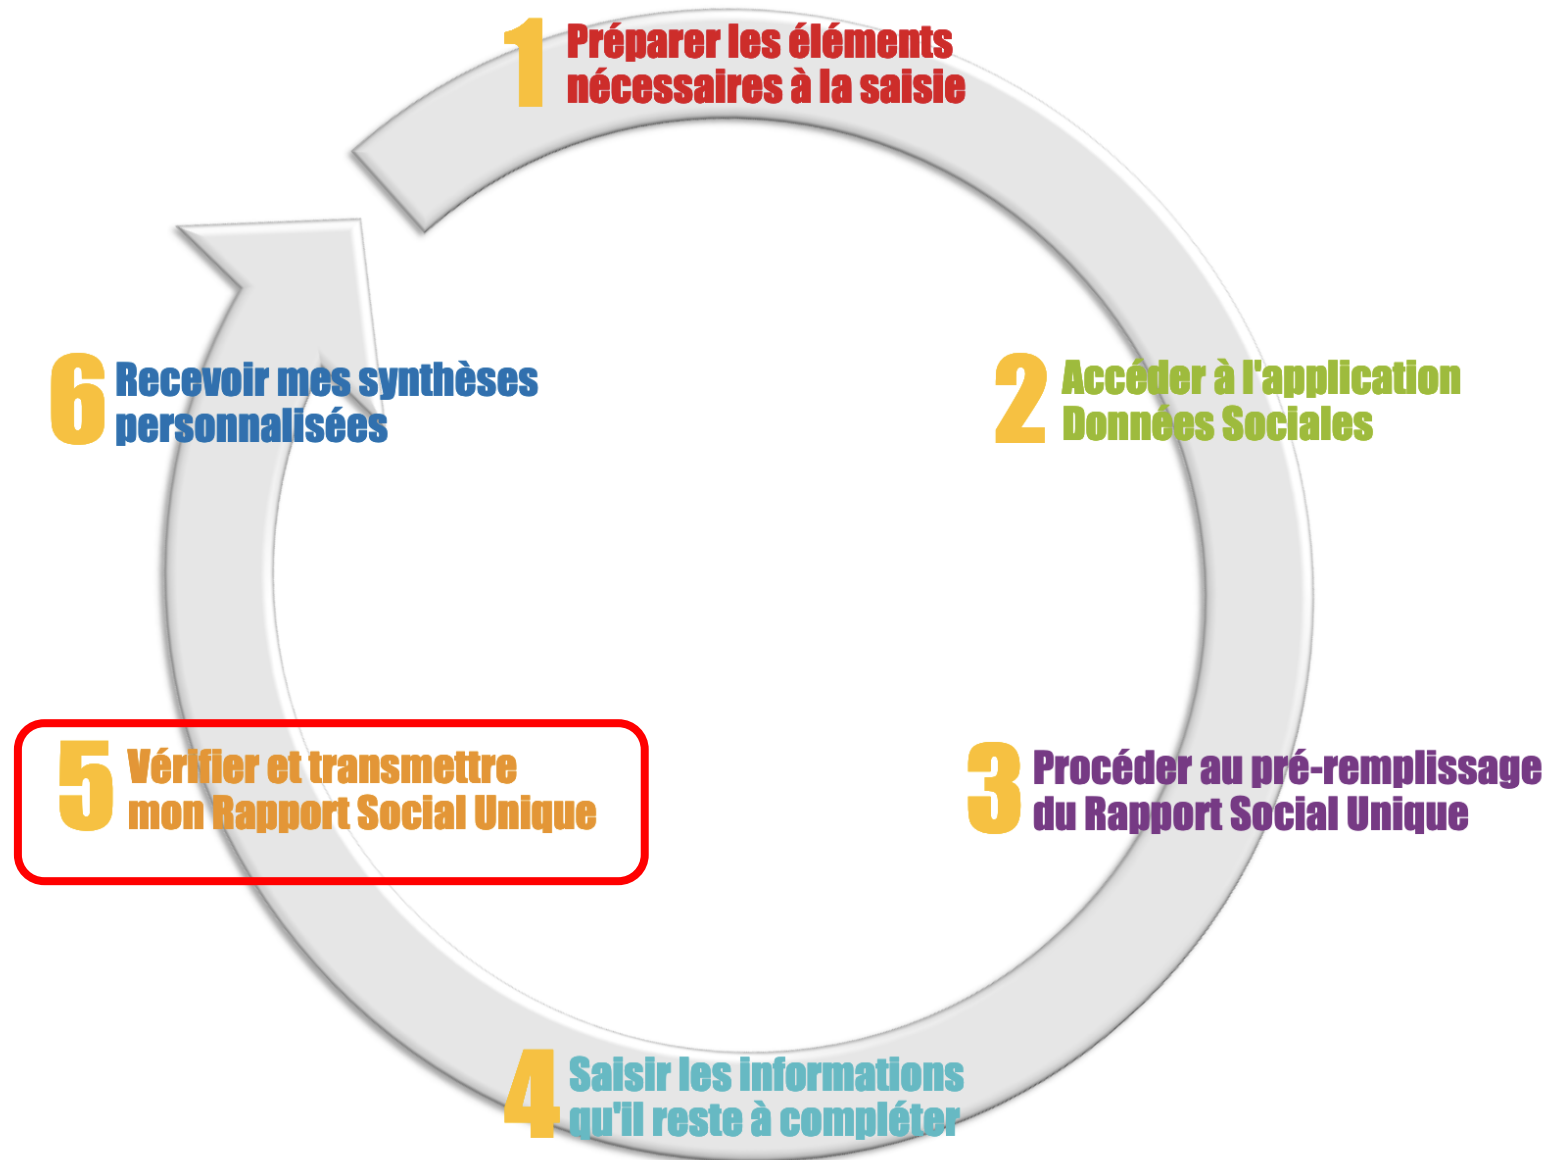 1 Préparer les éléments
nécessaires à la saisie
2 Accéder à l'application
Données Sociales
3 Procéder au pré-remplissage
du Rapport Social Unique
4 Saisir les informations
qu'il reste à compléter
5 Vérifier et transmettre
mon Rapport Social Unique
6 Recevoir mes synthèses
personnalisées